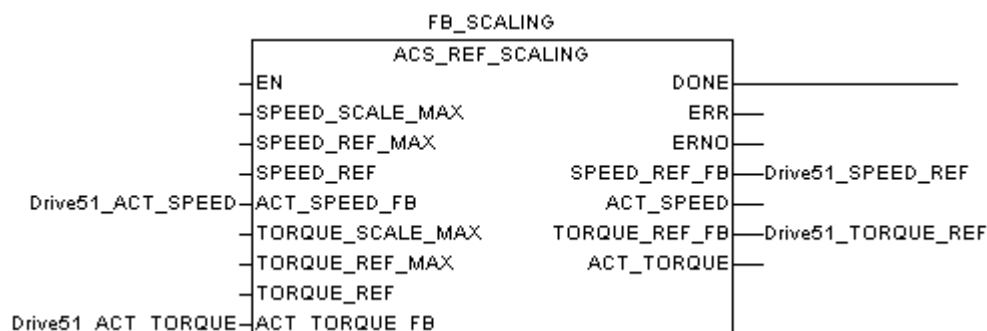 FB_SCALING
ACS_REF_SCALING
EN DONE
SPEED_SCALE_MAX ERR
SPEED_REF_MAX ERNO
SPEED_REF SPEED_REF_FB Drive51_SPEED_REF
Drive51_ACT_SPEED ACT_SPEED_FB ACT_SPEED
TORQUE_SCALE_MAX TORQUE_REF_FB Drive51_TORQUE_REF
TORQUE_REF_MAX ACT_TORQUE
TORQUE_REF
Drive51_ACT_TORQUE ACT_TORQUE_FB